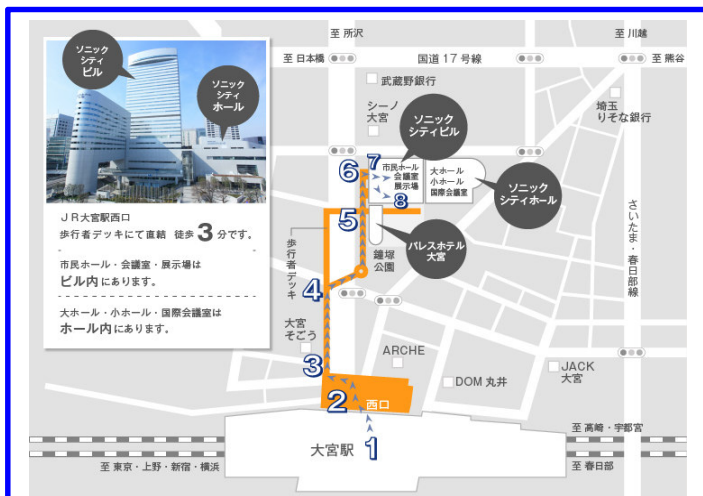 至 所沢
至 川越
至 日本橋
国道17号線
至 熊谷
ソニック
シティ
ビル
ソニック
シティ
ホール
武蔵野銀行
シーノ
大宮
埼玉
りそな銀行
ソニック
シティビル
6
7
市民ホール
会議室
展示場
8
大ホール
小ホール
国際会議室
ソニック
シティホール
JR大宮駅西口
歩行者デッキにて直結 徒歩3分です。
市民ホール・会議室・展示場は
ビル内にあります。
大ホール・小ホール・国際会議室は
ホール内にあります。
5
歩行者デッキ
鐘塚
公園
パレスホテル
大宮
さいたま・春日部線
4
大宮
そごう
3
ARCHE
DOM 丸井
JACK
大宮
2
西口
1
大宮駅
至 高崎・宇都宮
至 東京・上野・新宿・横浜
至 春日部